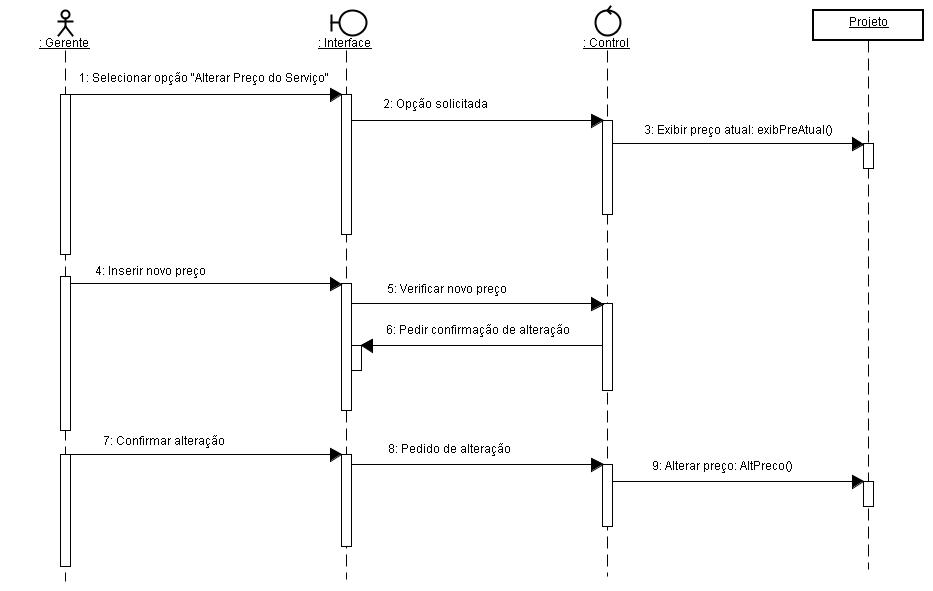 : Gerente
: Interface
: Control
Projeto
1: Selecionar opção "Alterar Preço do Serviço"
2: Opção solicitada
3: Exibir preço atual: exibPreAtual()
4: Inserir novo preço
5: Verificar novo preço
6: Pedir confirmação de alteração
7: Confirmar alteração
8: Pedido de alteração
9: Alterar preço: AltPreco()